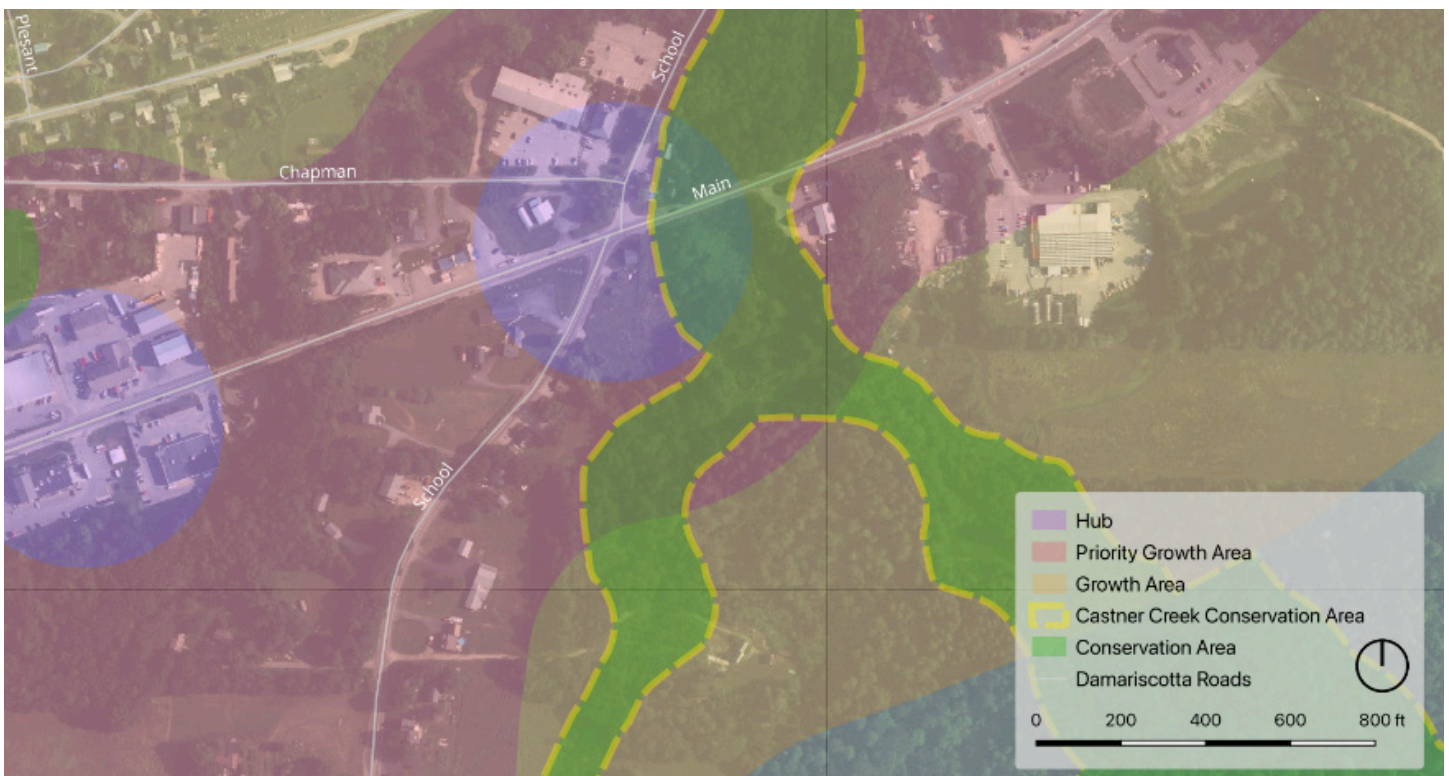 Plesant
School
Chapman
Main
School
Hub
Priority Growth Area
Growth Area
Castner Creek Conservation Area
Conservation Area
Damariscotta Roads
0 200 400 600 800 ft